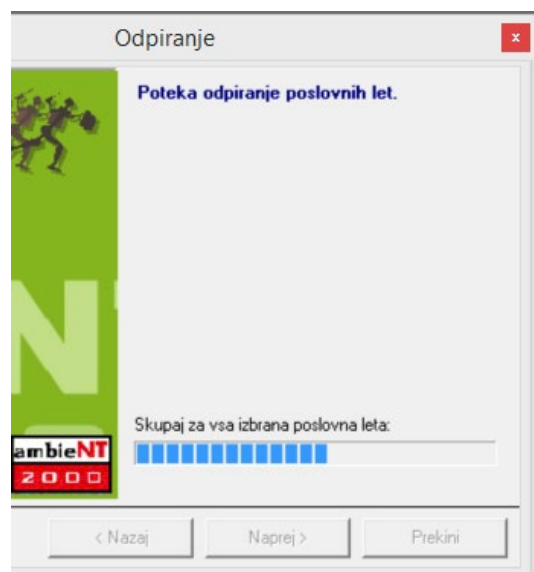 Odpiranje
x
Poteka odpiranje poslovnih let.
N
Skupaj za vsa izbrana poslovna leta:
ambieNT
2000
< Nazaj
Naprej >
Prekini